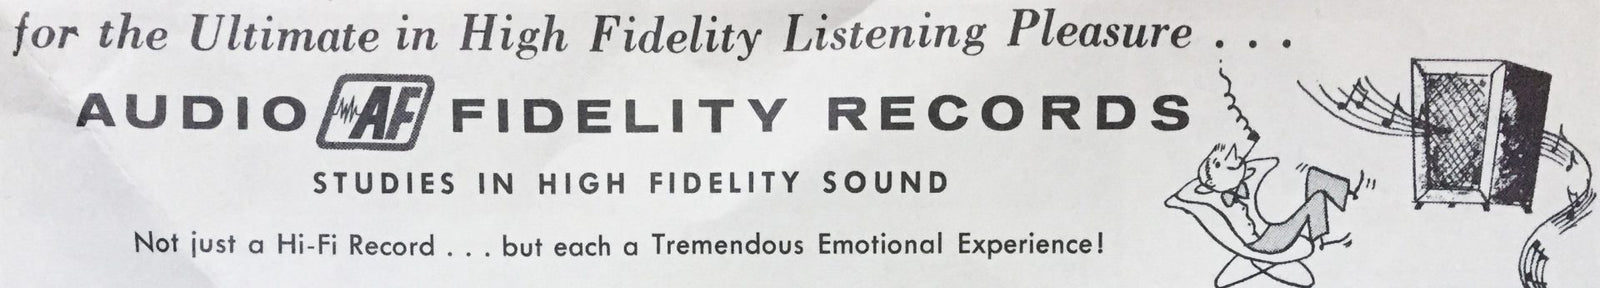 for the Ultimate in High Fidelity Listening Pleasure . . .
AUDIO AF FIDELITY RECORDS
STUDIES IN HIGH FIDELITY SOUND
Not just a Hi-Fi Record . . . but each a Tremendous Emotional Experience!